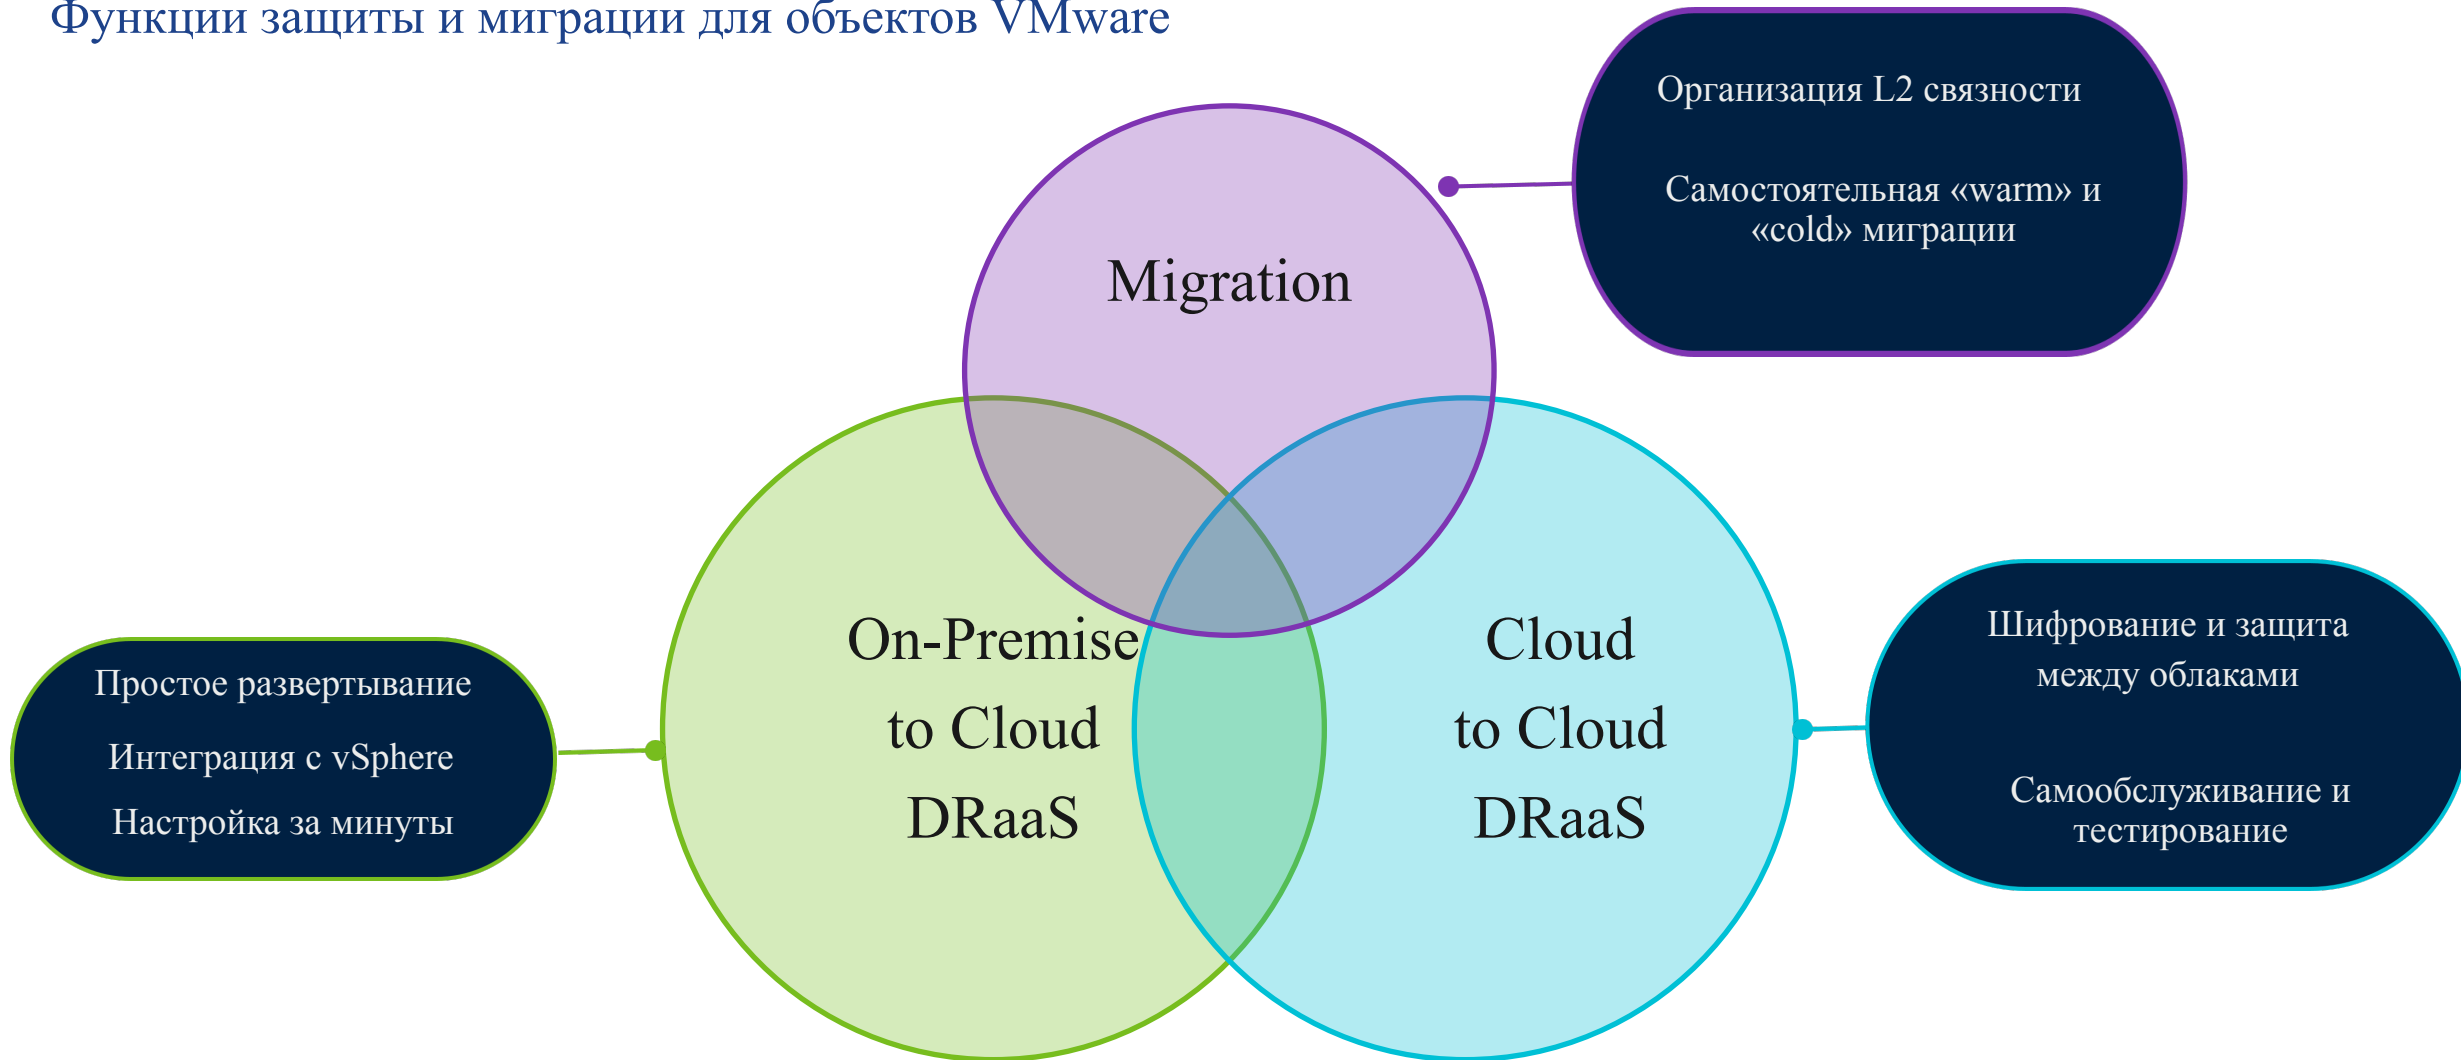 Функции защиты и миграции для объектов VMware
Организация L2 связности
Самостоятельная «warm» и
«cold» миграции
Migration
On-Premise
to Cloud
DRaaS
Cloud
to Cloud
DRaaS
Шифрование и защита
между облаками
Самообслуживание и
тестирование
Простое развертывание
Интеграция с vSphere
Настройка за минуты